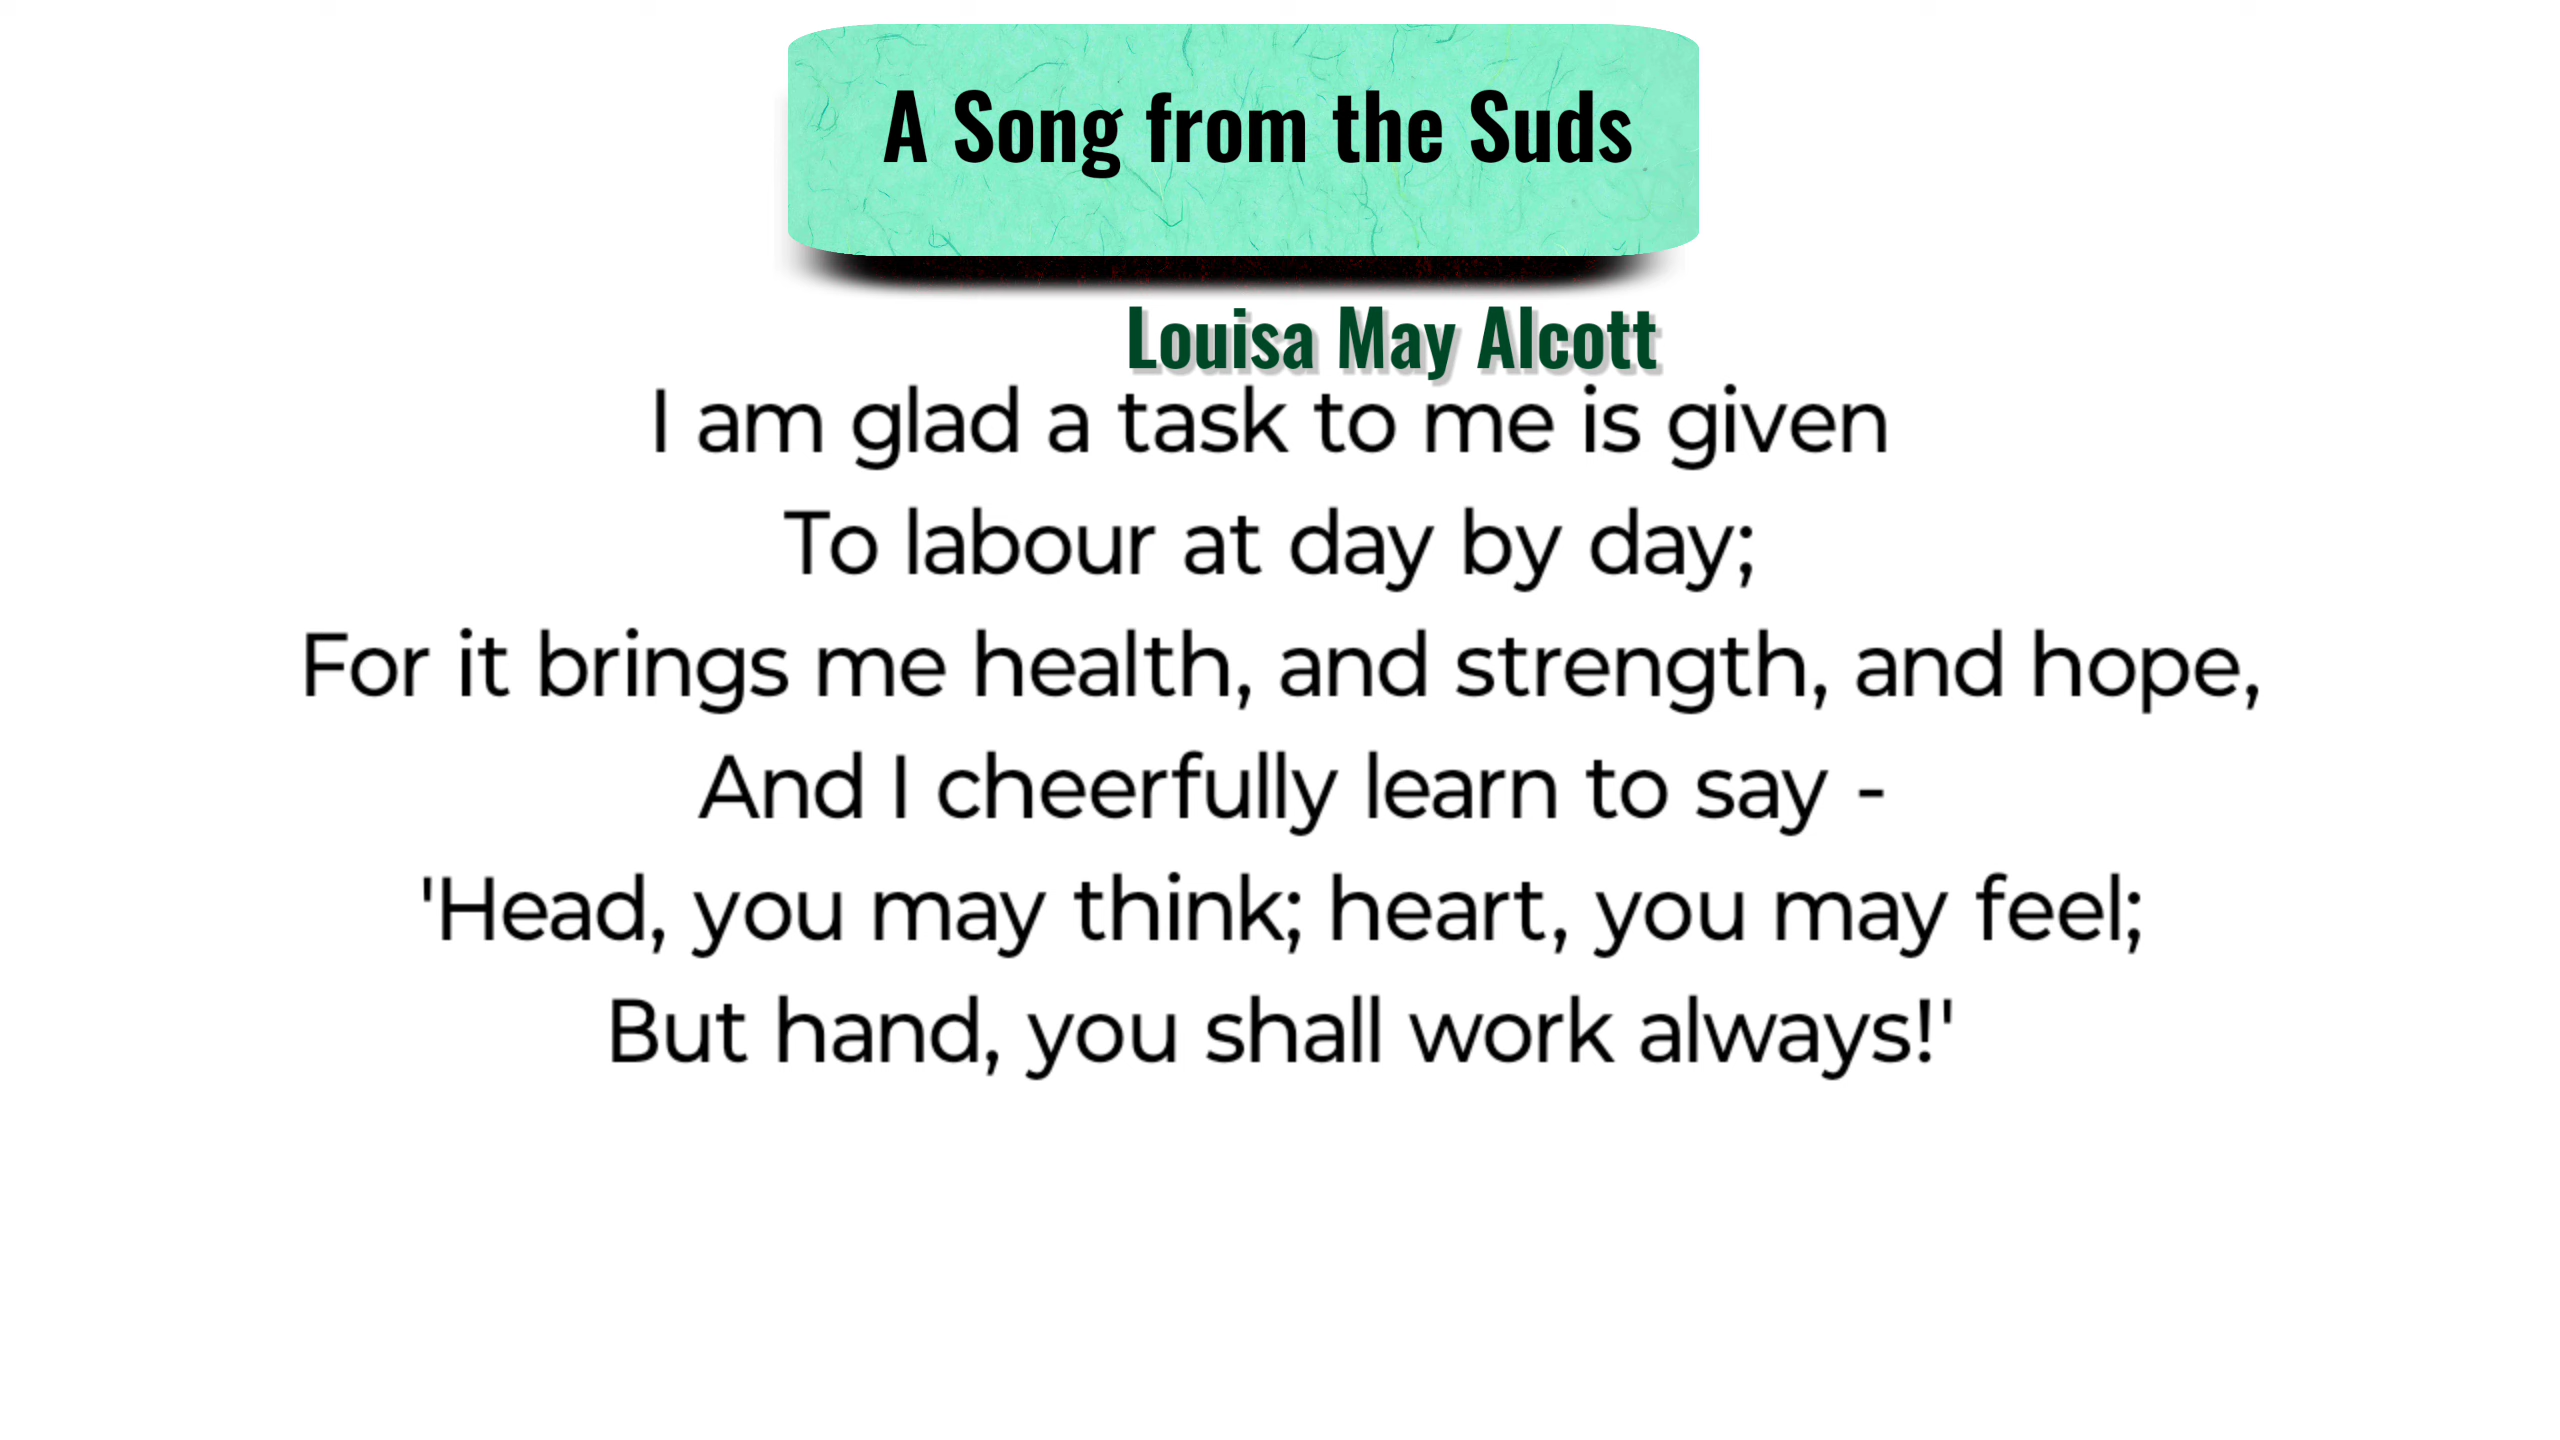 A Song from the Suds
Louisa May Alcott
I am glad a task to me is given
To labour at day by day;
For it brings me health, and strength, and hope,
And I cheerfully learn to say -
'Head, you may think; heart, you may feel;
But hand, you shall work always!'